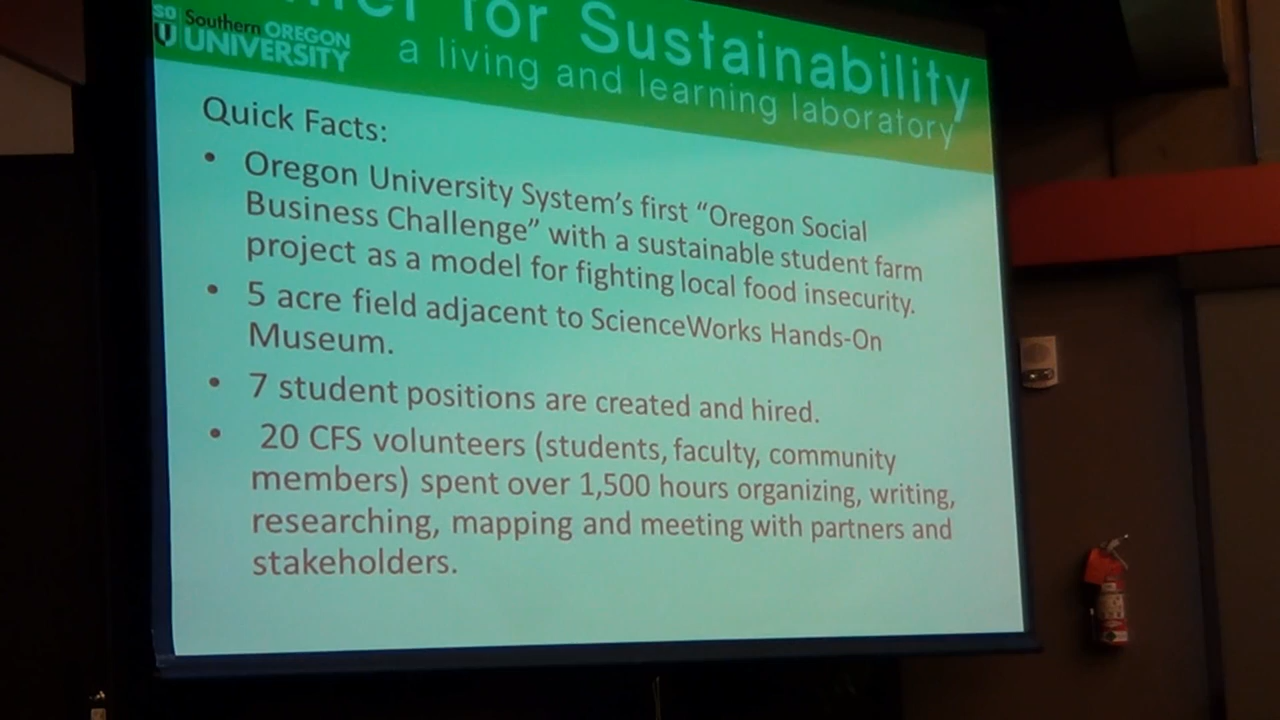 for Sustainability
SO Southern OREGON
U UNIVERSITY
a living and learning laboratory
Quick Facts:
• Oregon University System's first “Oregon Social
Business Challenge” with a sustainable student farm
project as a model for fighting local food insecurity.
• 5 acre field adjacent to ScienceWorks Hands-On
Museum.
• 7 student positions are created and hired.
• 20 CFS volunteers (students, faculty, community
members) spent over 1,500 hours organizing, writing,
researching, mapping and meeting with partners and
stakeholders.